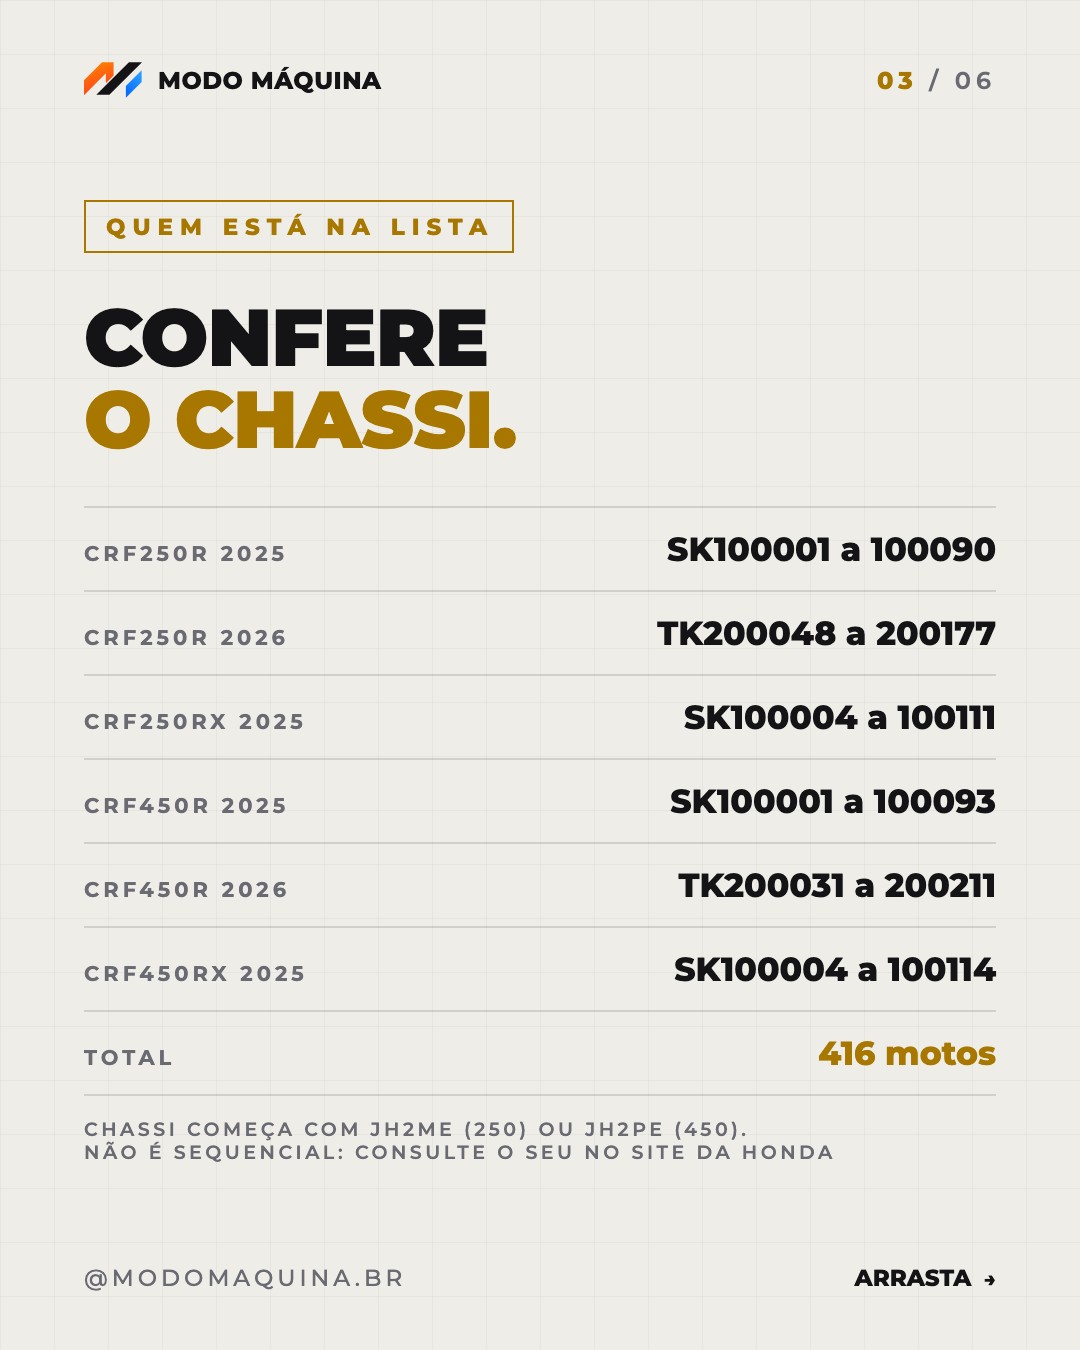 MODO MÁQUINA
03 / 06
QUEM ESTÁ NA LISTA
CONFERE
O CHASSI.
CRF250R 2025 SK100001 a 100090
CRF250R 2026 TK200048 a 200177
CRF250RX 2025 SK100004 a 100111
CRF450R 2025 SK100001 a 100093
CRF450R 2026 TK200031 a 200211
CRF450RX 2025 SK100004 a 100114
TOTAL 416 motos
CHASSI COMEÇA COM JH2ME (250) OU JH2PE (450).
NÃO É SEQUENCIAL: CONSULTE O SEU NO SITE DA HONDA
@MODOMAQUINA.BR
ARRASTA →